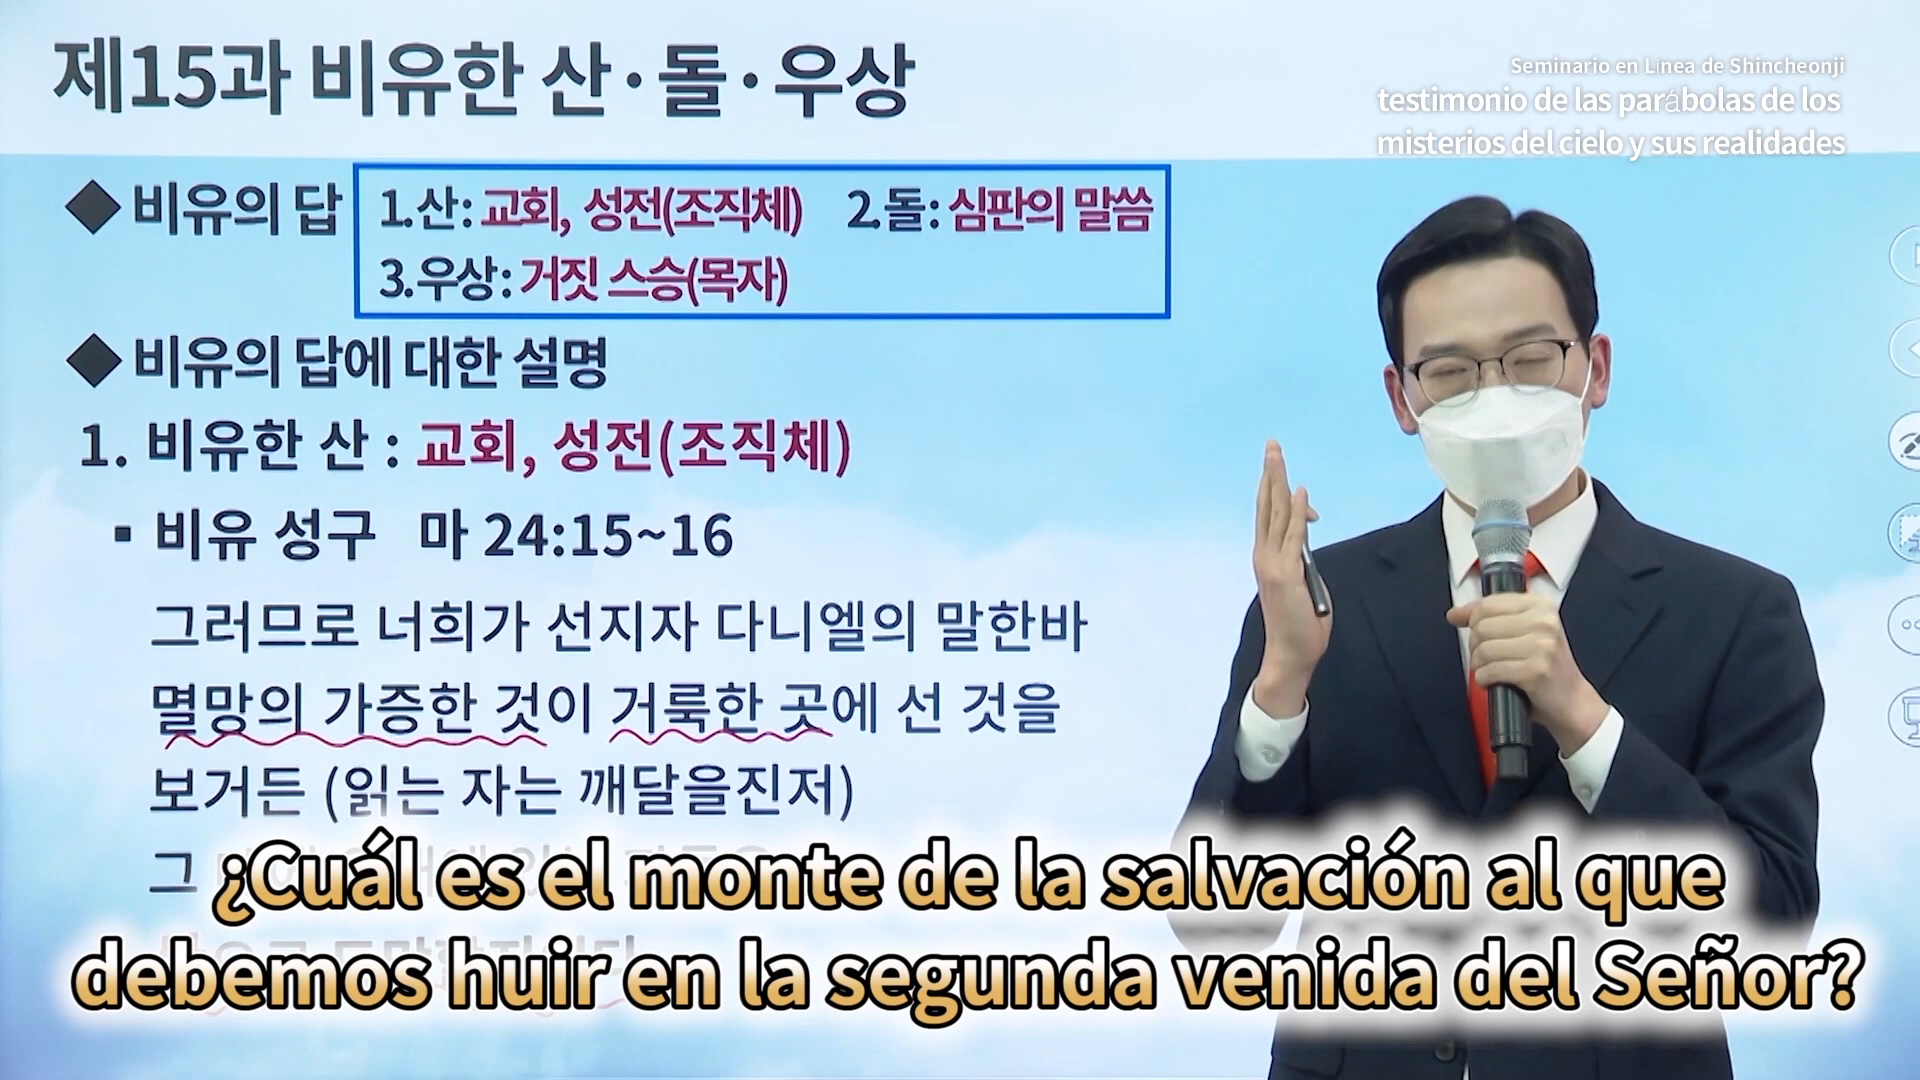 제15과 비유한 산·돌·우상
Seminario en Línea de Shincheonji
testimonio de las parábolas de los
misterios del cielo y sus realidades
◆ 비유의 답 1.산: 교회, 성전(조직체) 2.돌: 심판의 말씀
3.우상: 거짓 스승(목자)
◆ 비유의 답에 대한 설명
1. 비유한 산 : 교회, 성전(조직체)
▪ 비유 성구 마 24:15~16
그러므로 너희가 선지자 다니엘의 말한바
멸망의 가증한 것이 거룩한 곳에 선 것을
보거든 (읽는 자는 깨달을진저)
그
¿Cuál es el monte de la salvación al que
debemos huir en la segunda venida del Señor?